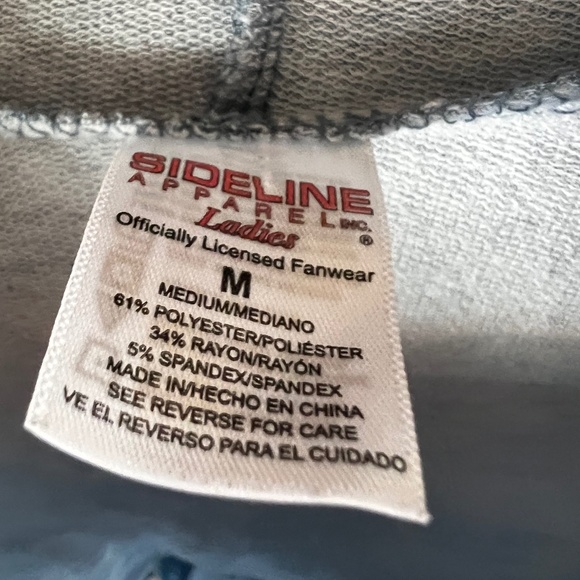 SIDELINE
APPAREL INC.
Ladies ®
Officially Licensed Fanwear
M
MEDIUM/MEDIANO
61% POLYESTER/POLIÉSTER
34% RAYON/RAYÓN
5% SPANDEX/SPANDEX
MADE IN/HECHO EN CHINA
SEE REVERSE FOR CARE
VE EL REVERSO PARA EL CUIDADO